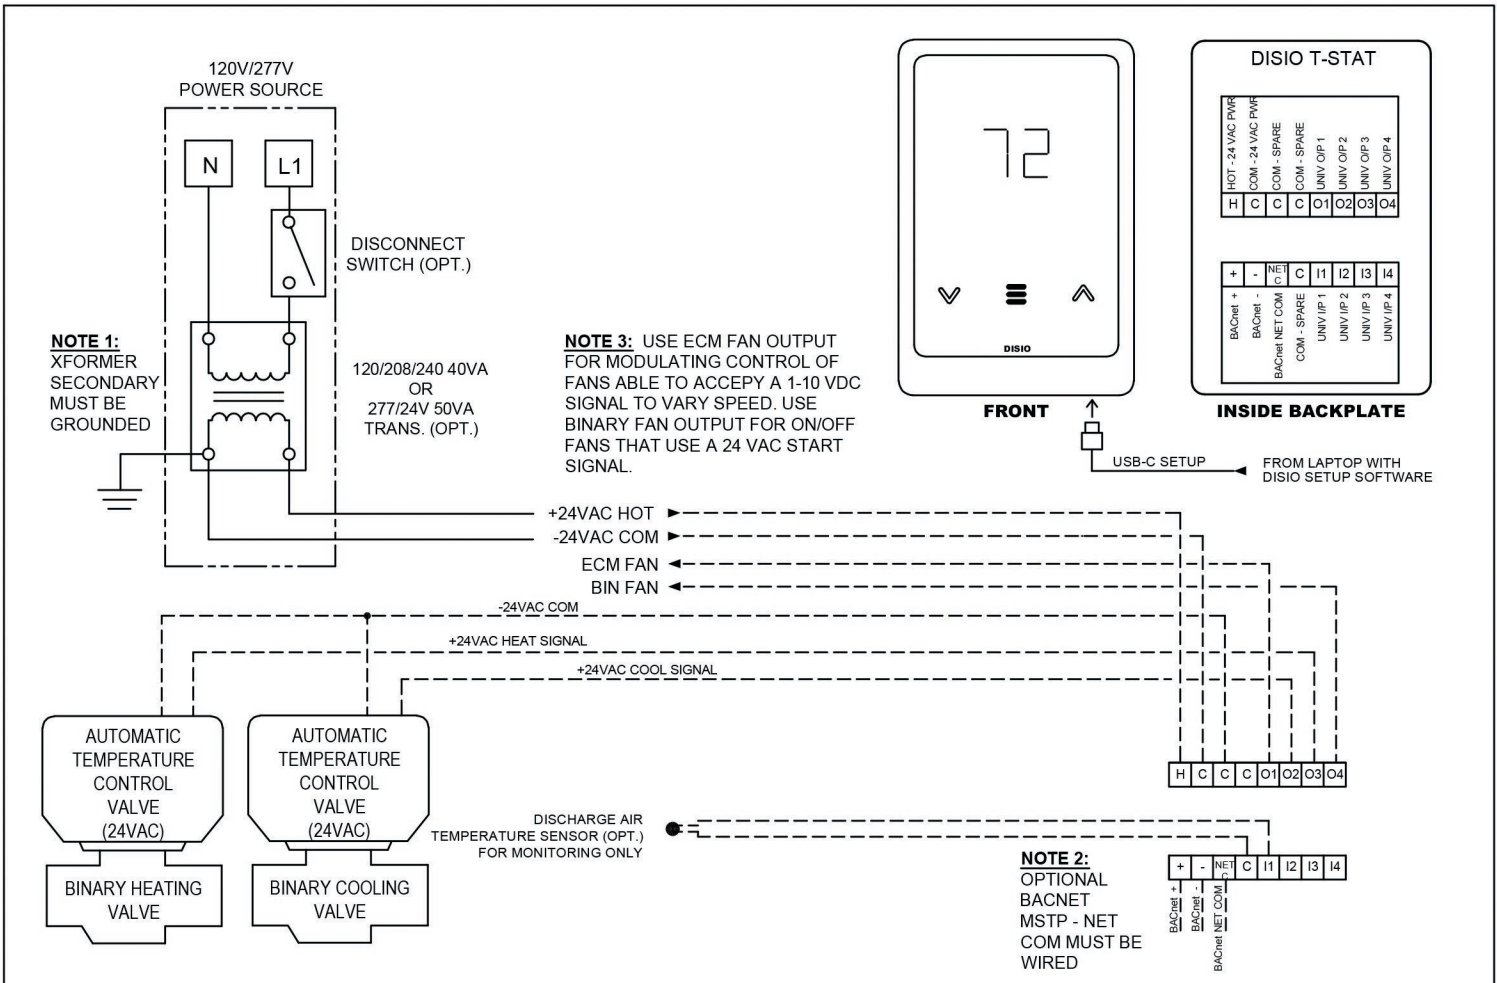 120V/277V
POWER SOURCE
N
L1
DISCONNECT
SWITCH (OPT.)
NOTE 1:
XFORMER
SECONDARY
MUST BE
GROUNDED
120/208/240 40VA
OR
277/24V 50VA
TRANS. (OPT.)
NOTE 3: USE ECM FAN OUTPUT
FOR MODULATING CONTROL OF
FANS ABLE TO ACCEPY A 1-10 VDC
SIGNAL TO VARY SPEED. USE
BINARY FAN OUTPUT FOR ON/OFF
FANS THAT USE A 24 VAC START
SIGNAL.
72
DISIO
FRONT
DISIO T-STAT
HOT - 24 VAC PWR
COM - 24 VAC PWR
COM - SPARE
COM - SPARE
UNIV O/P 1
UNIV O/P 2
UNIV O/P 3
UNIV O/P 4
H C C C O1 O2 O3 O4
+ - NET C C I1 I2 I3 I4
BACnet +
BACnet -
BACnet NET COM
COM - SPARE
UNIV I/P 1
UNIV I/P 2
UNIV I/P 3
UNIV I/P 4
INSIDE BACKPLATE
USB-C SETUP
FROM LAPTOP WITH
DISIO SETUP SOFTWARE
+24VAC HOT
-24VAC COM
ECM FAN
BIN FAN
-24VAC COM
+24VAC HEAT SIGNAL
+24VAC COOL SIGNAL
AUTOMATIC
TEMPERATURE
CONTROL
VALVE
(24VAC)
BINARY HEATING
VALVE
AUTOMATIC
TEMPERATURE
CONTROL
VALVE
(24VAC)
BINARY COOLING
VALVE
H C C C O1 O2 O3 O4
DISCHARGE AIR
TEMPERATURE SENSOR (OPT.)
FOR MONITORING ONLY
NOTE 2:
OPTIONAL
BACNET
MSTP - NET
COM MUST BE
WIRED
+ - NET C C I1 I2 I3 I4
BACnet +
BACnet -
BACnet NET COM